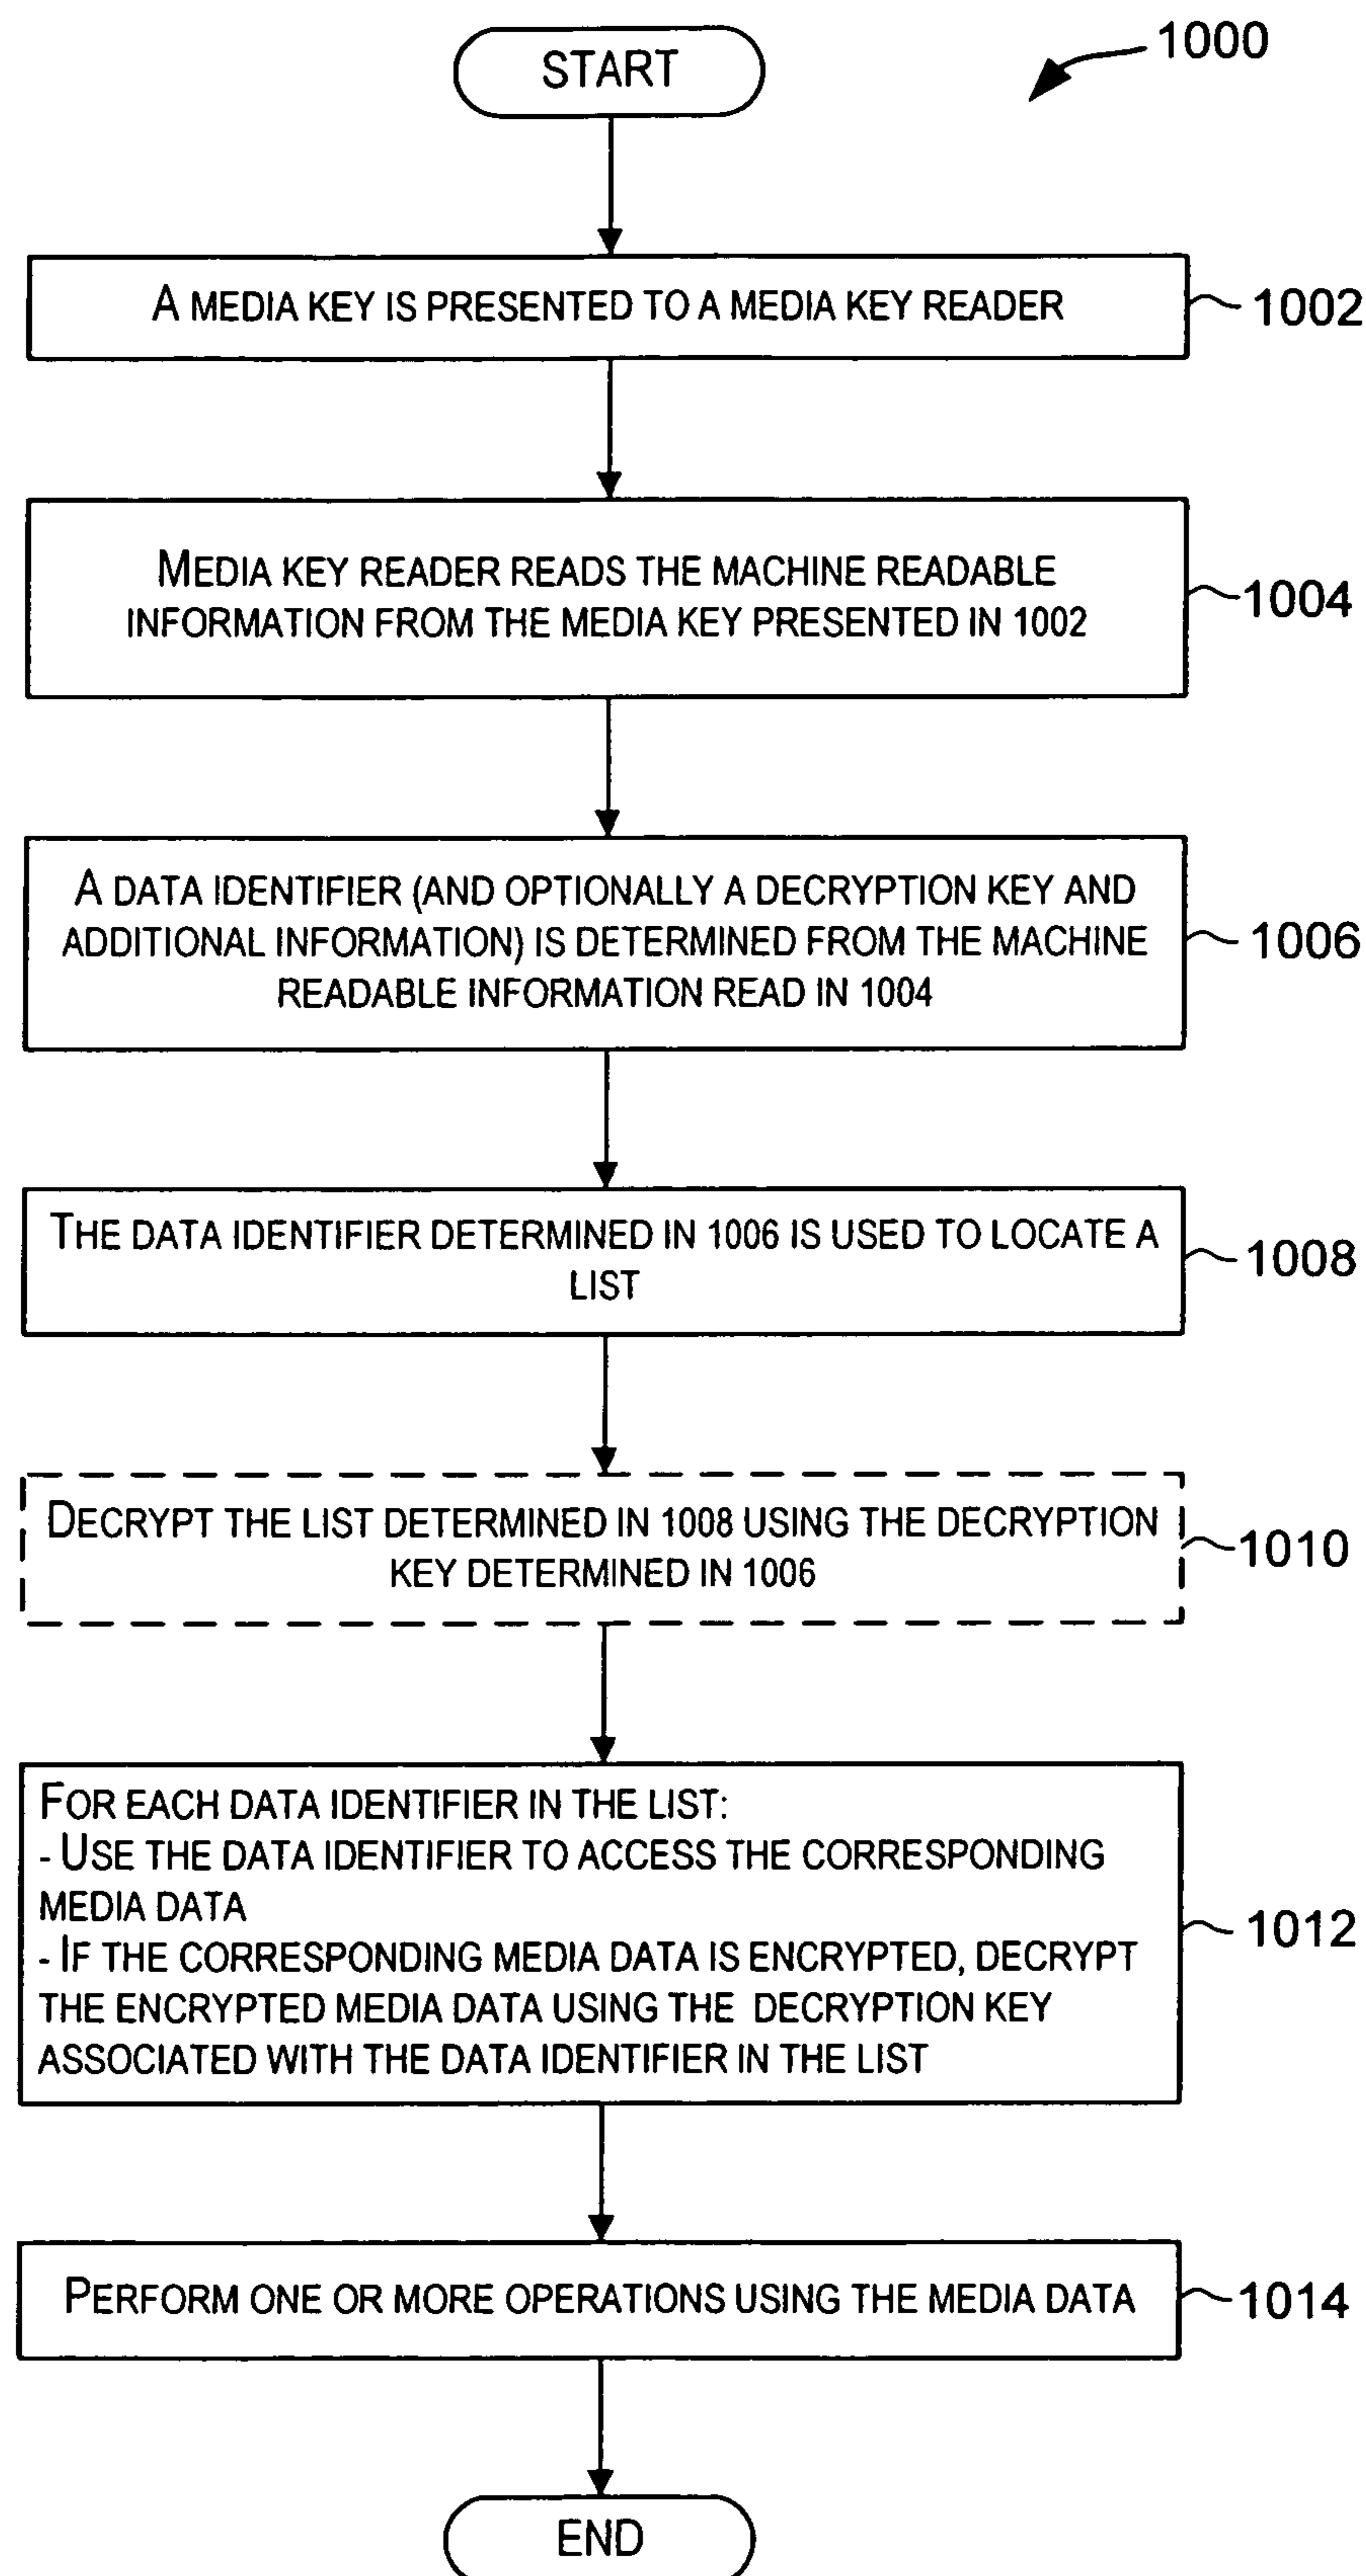 START
1000
A MEDIA KEY IS PRESENTED TO A MEDIA KEY READER
1002
MEDIA KEY READER READS THE MACHINE READABLE
INFORMATION FROM THE MEDIA KEY PRESENTED IN 1002
1004
A DATA IDENTIFIER (AND OPTIONALLY A DECRYPTION KEY AND
ADDITIONAL INFORMATION) IS DETERMINED FROM THE MACHINE
READABLE INFORMATION READ IN 1004
1006
THE DATA IDENTIFIER DETERMINED IN 1006 IS USED TO LOCATE A
LIST
1008
DECRYPT THE LIST DETERMINED IN 1008 USING THE DECRYPTION
KEY DETERMINED IN 1006
1010
FOR EACH DATA IDENTIFIER IN THE LIST:
- USE THE DATA IDENTIFIER TO ACCESS THE CORRESPONDING
MEDIA DATA
- IF THE CORRESPONDING MEDIA DATA IS ENCRYPTED, DECRYPT
THE ENCRYPTED MEDIA DATA USING THE DECRYPTION KEY
ASSOCIATED WITH THE DATA IDENTIFIER IN THE LIST
1012
PERFORM ONE OR MORE OPERATIONS USING THE MEDIA DATA
1014
END